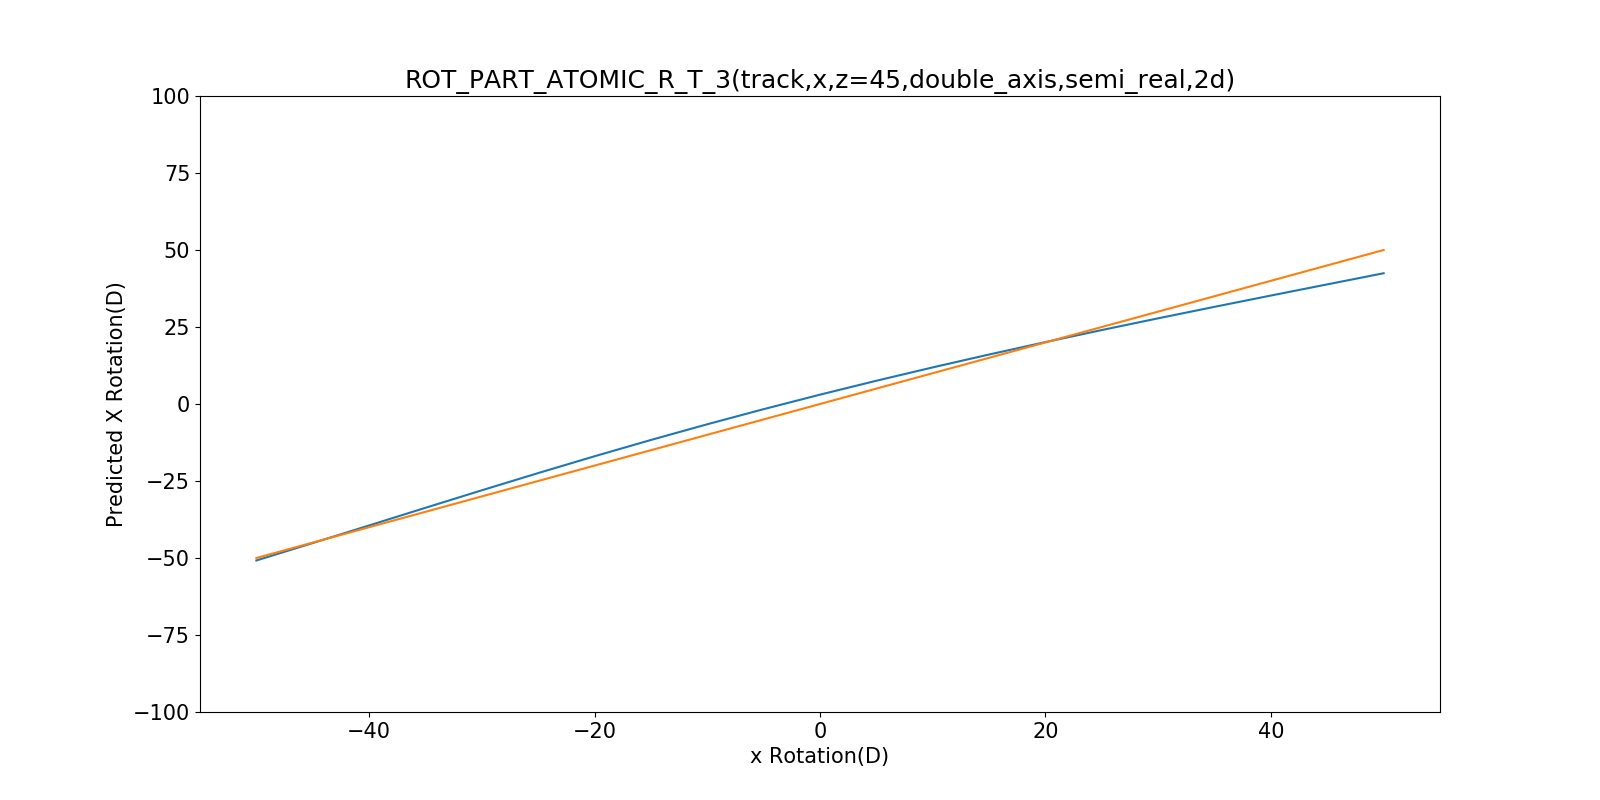 ROT_PART_ATOMIC_R_T_3(track,x,z=45,double_axis,semi_real,2d)
100
75
50
25
0
−25
−50
−75
−100
Predicted X Rotation(D)
−40 −20 0 20 40
x Rotation(D)